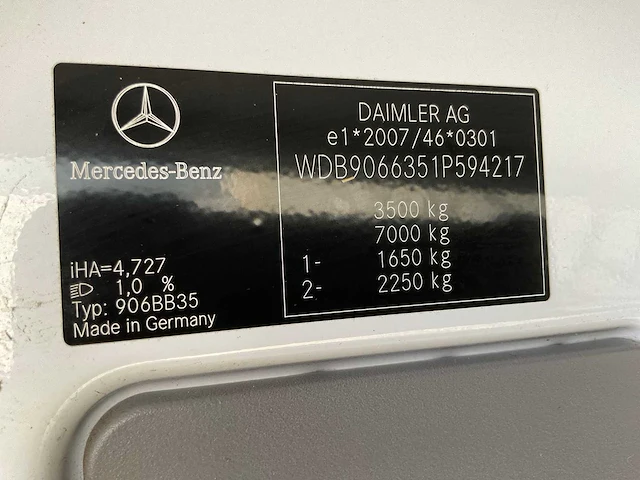 Mercedes-Benz
iHA=4,727
1,0 %
Typ: 906BB35
Made in Germany
DAIMLER AG
e1*2007/46*0301
WDB9066351P594217
3500 kg
7000 kg
1- 1650 kg
2- 2250 kg